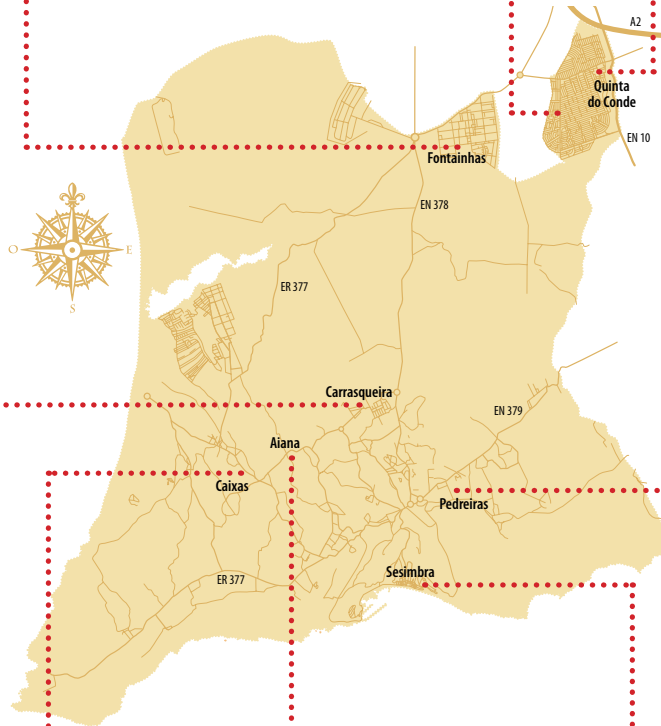 A2
Quinta
do Conde
EN 10
Fontainhas
EN 378
O
E
S
ER 377
Carrasqueira
EN 379
Aiana
Caixas
Pedreiras
Sesimbra
ER 377